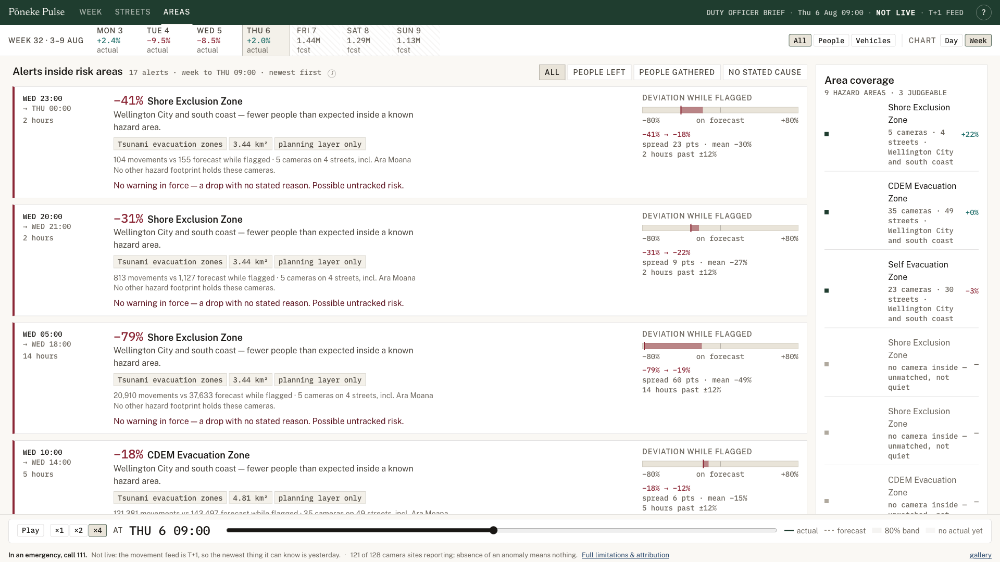 Pōneke Pulse WEEK STREETS AREAS DUTY OFFICER BRIEF · Thu 6 Aug 09:00 · NOT LIVE · T+1 FEED ?
WEEK 32 · 3–9 AUG
MON 3
+2.4%
actual
TUE 4
−9.5%
actual
WED 5
−8.5%
actual
THU 6
+2.0%
actual
FRI 7
1.44M
fcst
SAT 8
1.29M
fcst
SUN 9
1.13M
fcst
All People Vehicles CHART Day Week
Alerts inside risk areas 17 alerts · week to THU 09:00 · newest first i
ALL PEOPLE LEFT PEOPLE GATHERED NO STATED CAUSE
WED 23:00
→ THU 00:00
2 hours
−41% Shore Exclusion Zone
Wellington City and south coast — fewer people than expected inside a known
hazard area.
Tsunami evacuation zones 3.44 km² planning layer only
104 movements vs 155 forecast while flagged · 5 cameras on 4 streets, incl. Ara Moana
No other hazard footprint holds these cameras.
No warning in force — a drop with no stated reason. Possible untracked risk.
DEVIATION WHILE FLAGGED
−80% on forecast +80%
−41% → −18%
spread 23 pts · mean −30%
2 hours past ±12%
WED 20:00
→ WED 21:00
2 hours
−31% Shore Exclusion Zone
Wellington City and south coast — fewer people than expected inside a known
hazard area.
Tsunami evacuation zones 3.44 km² planning layer only
813 movements vs 1,127 forecast while flagged · 5 cameras on 4 streets, incl. Ara Moana
No other hazard footprint holds these cameras.
No warning in force — a drop with no stated reason. Possible untracked risk.
DEVIATION WHILE FLAGGED
−80% on forecast +80%
−31% → −22%
spread 9 pts · mean −27%
2 hours past ±12%
WED 05:00
→ WED 18:00
14 hours
−79% Shore Exclusion Zone
Wellington City and south coast — fewer people than expected inside a known
hazard area.
Tsunami evacuation zones 3.44 km² planning layer only
20,910 movements vs 37,633 forecast while flagged · 5 cameras on 4 streets, incl. Ara Moana
No other hazard footprint holds these cameras.
No warning in force — a drop with no stated reason. Possible untracked risk.
DEVIATION WHILE FLAGGED
−80% on forecast +80%
−79% → −19%
spread 60 pts · mean −49%
14 hours past ±12%
WED 10:00
→ WED 14:00
5 hours
−18% CDEM Evacuation Zone
Wellington City and south coast — fewer people than expected inside a known
hazard area.
Tsunami evacuation zones 4.81 km² planning layer only
121,381 movements vs 143,497 forecast while flagged · 35 cameras on 49 streets, incl. Ara Moana
DEVIATION WHILE FLAGGED
−80% on forecast +80%
−18% → −12%
spread 6 pts · mean −15%
5 hours past ±12%
Area coverage
9 HAZARD AREAS · 3 JUDGEABLE
Shore Exclusion
Zone
5 cameras · 4
streets ·
Wellington City
and south coast
+22%
CDEM Evacuation
Zone
35 cameras · 49
streets ·
Wellington City
and south coast
+0%
Self Evacuation
Zone
23 cameras · 30
streets ·
Wellington City
and south coast
−3%
Shore Exclusion
Zone
no camera inside —
unwatched, not
quiet
—
Shore Exclusion
Zone
no camera inside —
unwatched, not
quiet
—
CDEM Evacuation
Zone
no camera inside —
unwatched, not
—
Play ×1 ×2 ×4 AT THU 6 09:00 actual forecast 80% band no actual yet
In an emergency, call 111. Not live: the movement feed is T+1, so the newest thing it can know is yesterday. · 121 of 128 camera sites reporting; absence of an anomaly means nothing. Full limitations & attribution gallery